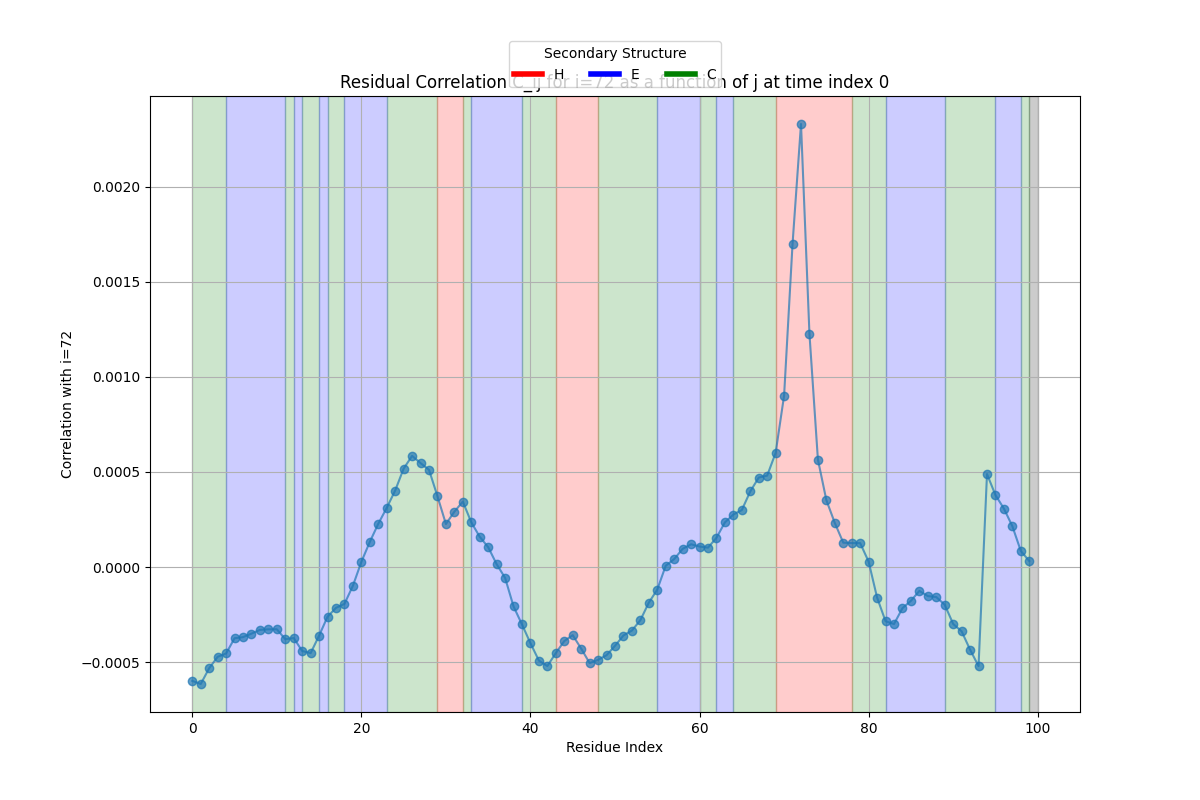 Secondary Structure
H E C
Residual Correlation C_ij for i=72 as a function of j at time index 0
Correlation with i=72
0.0020
0.0015
0.0010
0.0005
0.0000
−0.0005
0 20 40 60 80 100
Residue Index